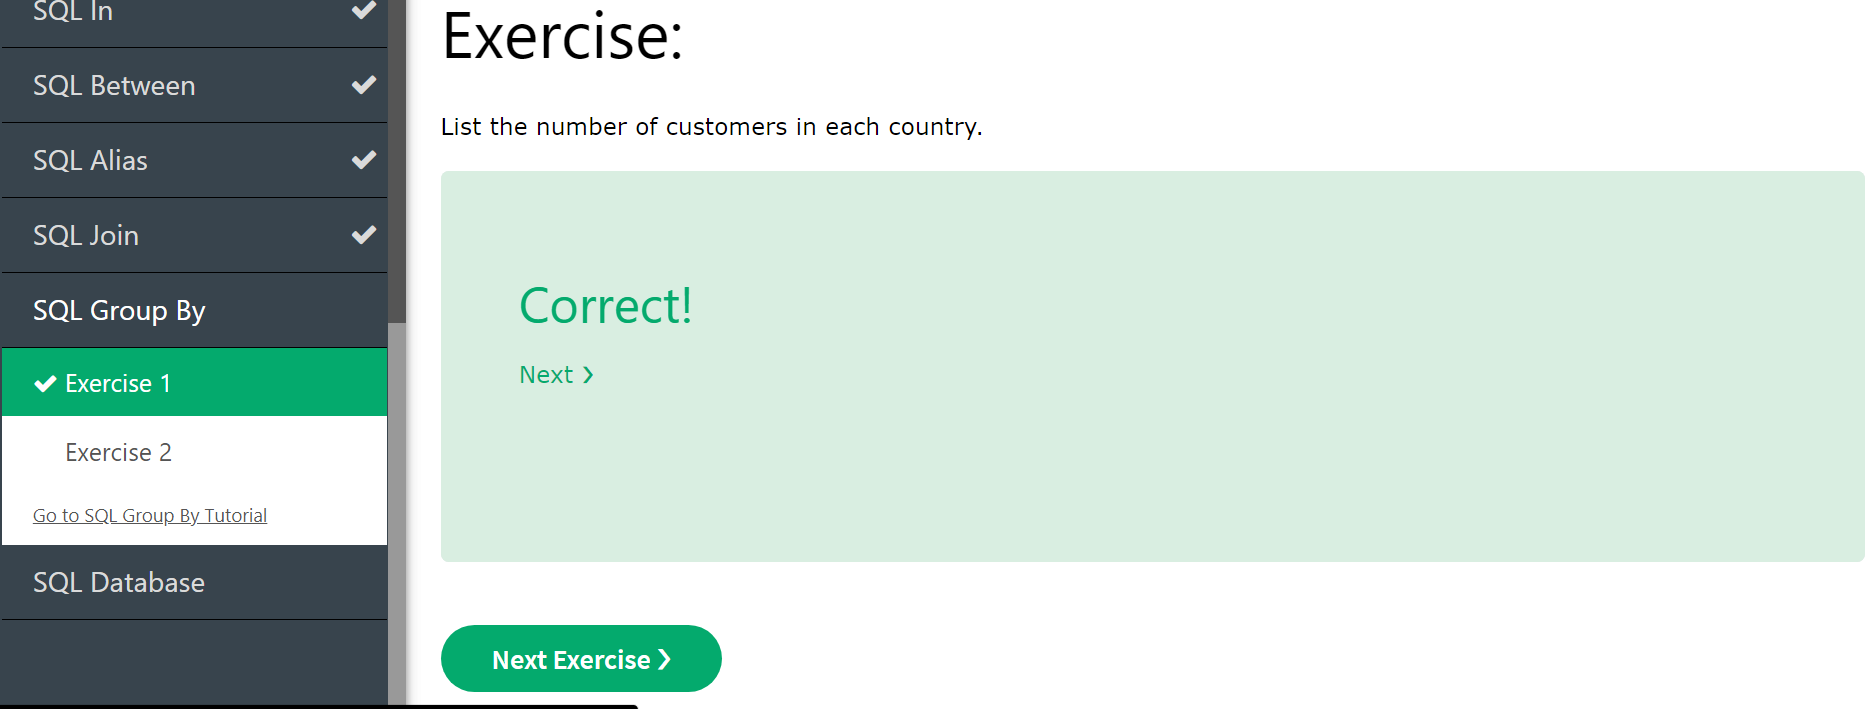 SQL In
SQL Between
SQL Alias
SQL Join
SQL Group By
Exercise 1
Exercise 2
Go to SQL Group By Tutorial
SQL Database
Exercise:
List the number of customers in each country.
Correct!
Next ❯
Next Exercise ❯